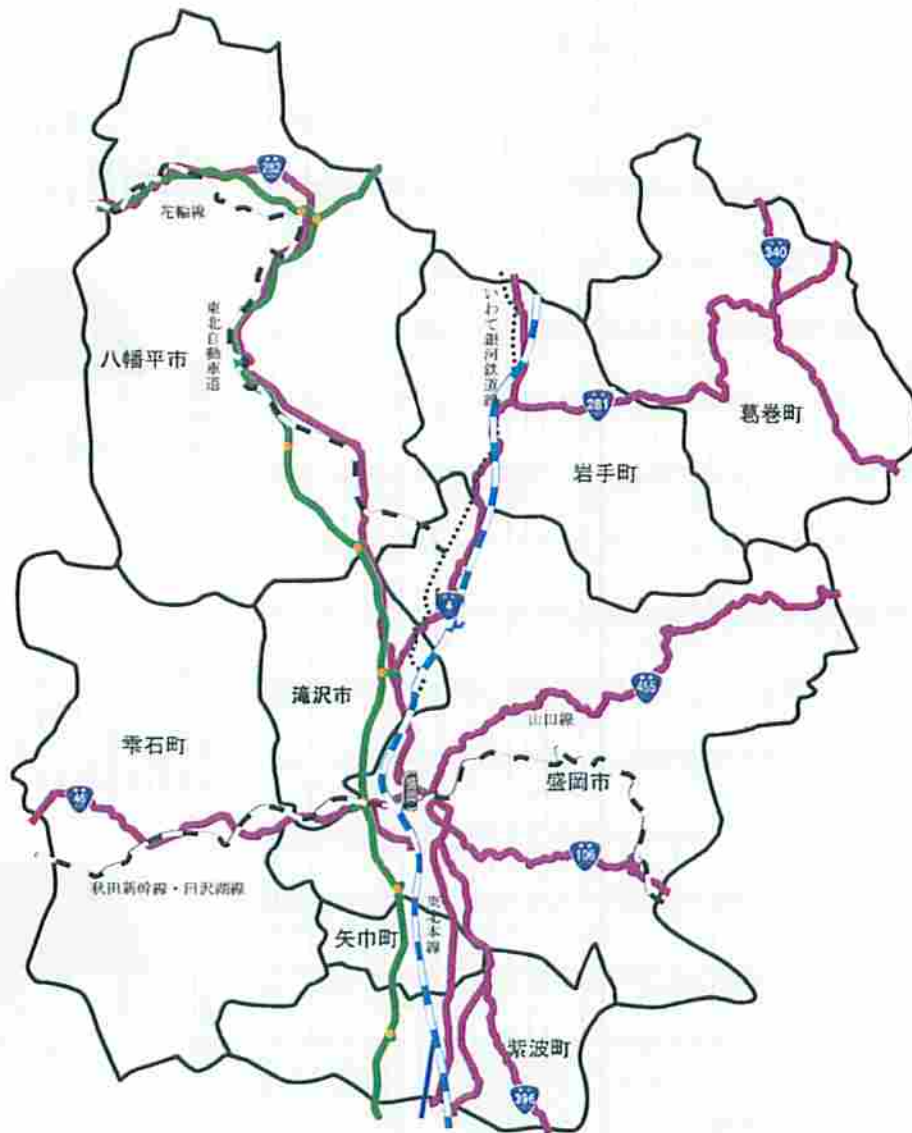 282
花輪線
340
いわて銀河鉄道線
東北自動車道
八幡平市
281
葛巻町
岩手町
4
455
滝沢市
山田線
雫石町
盛岡市
46
106
秋田新幹線・田沢湖線
東北本線
矢巾町
紫波町
396